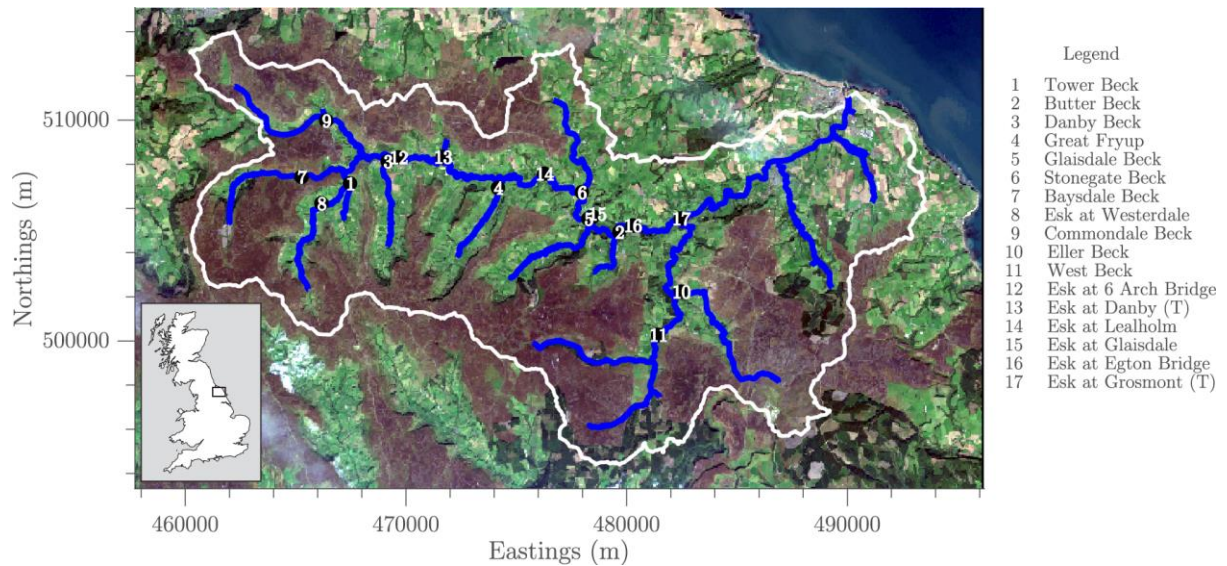 Legend
1 Tower Beck
2 Butter Beck
3 Danby Beck
4 Great Fryup
5 Glaisdale Beck
6 Stonegate Beck
7 Baysdale Beck
8 Esk at Westerdale
9 Commondale Beck
10 Eller Beck
11 West Beck
12 Esk at 6 Arch Bridge
13 Esk at Danby (T)
14 Esk at Lealholm
15 Esk at Glaisdale
16 Esk at Egton Bridge
17 Esk at Grosmont (T)
Northings (m)
510000
500000
9
3 12 13
7 1 4 14
8 6
5 15
2 16 17
10
11
460000 470000 480000 490000
Eastings (m)